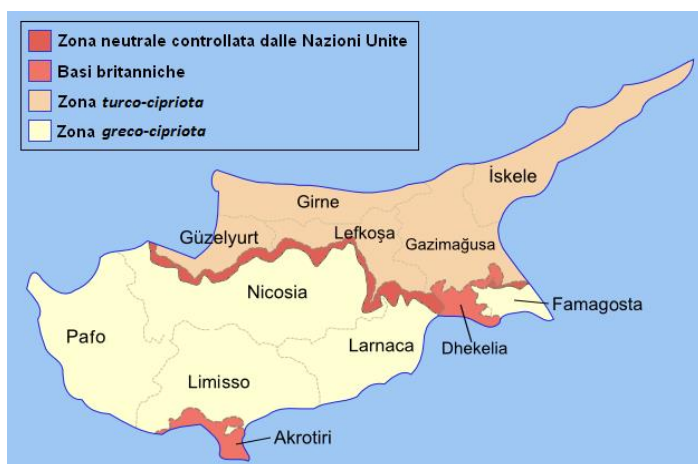 Zona neutrale controllata dalle Nazioni Unite
Basi britanniche
Zona turco-cipriota
Zona greco-cipriota
İskele
Girne
Lefkoşa
Güzelyurt
Gazimağusa
Nicosia
Famagosta
Pafo
Larnaca
Dhekelia
Limisso
Akrotiri